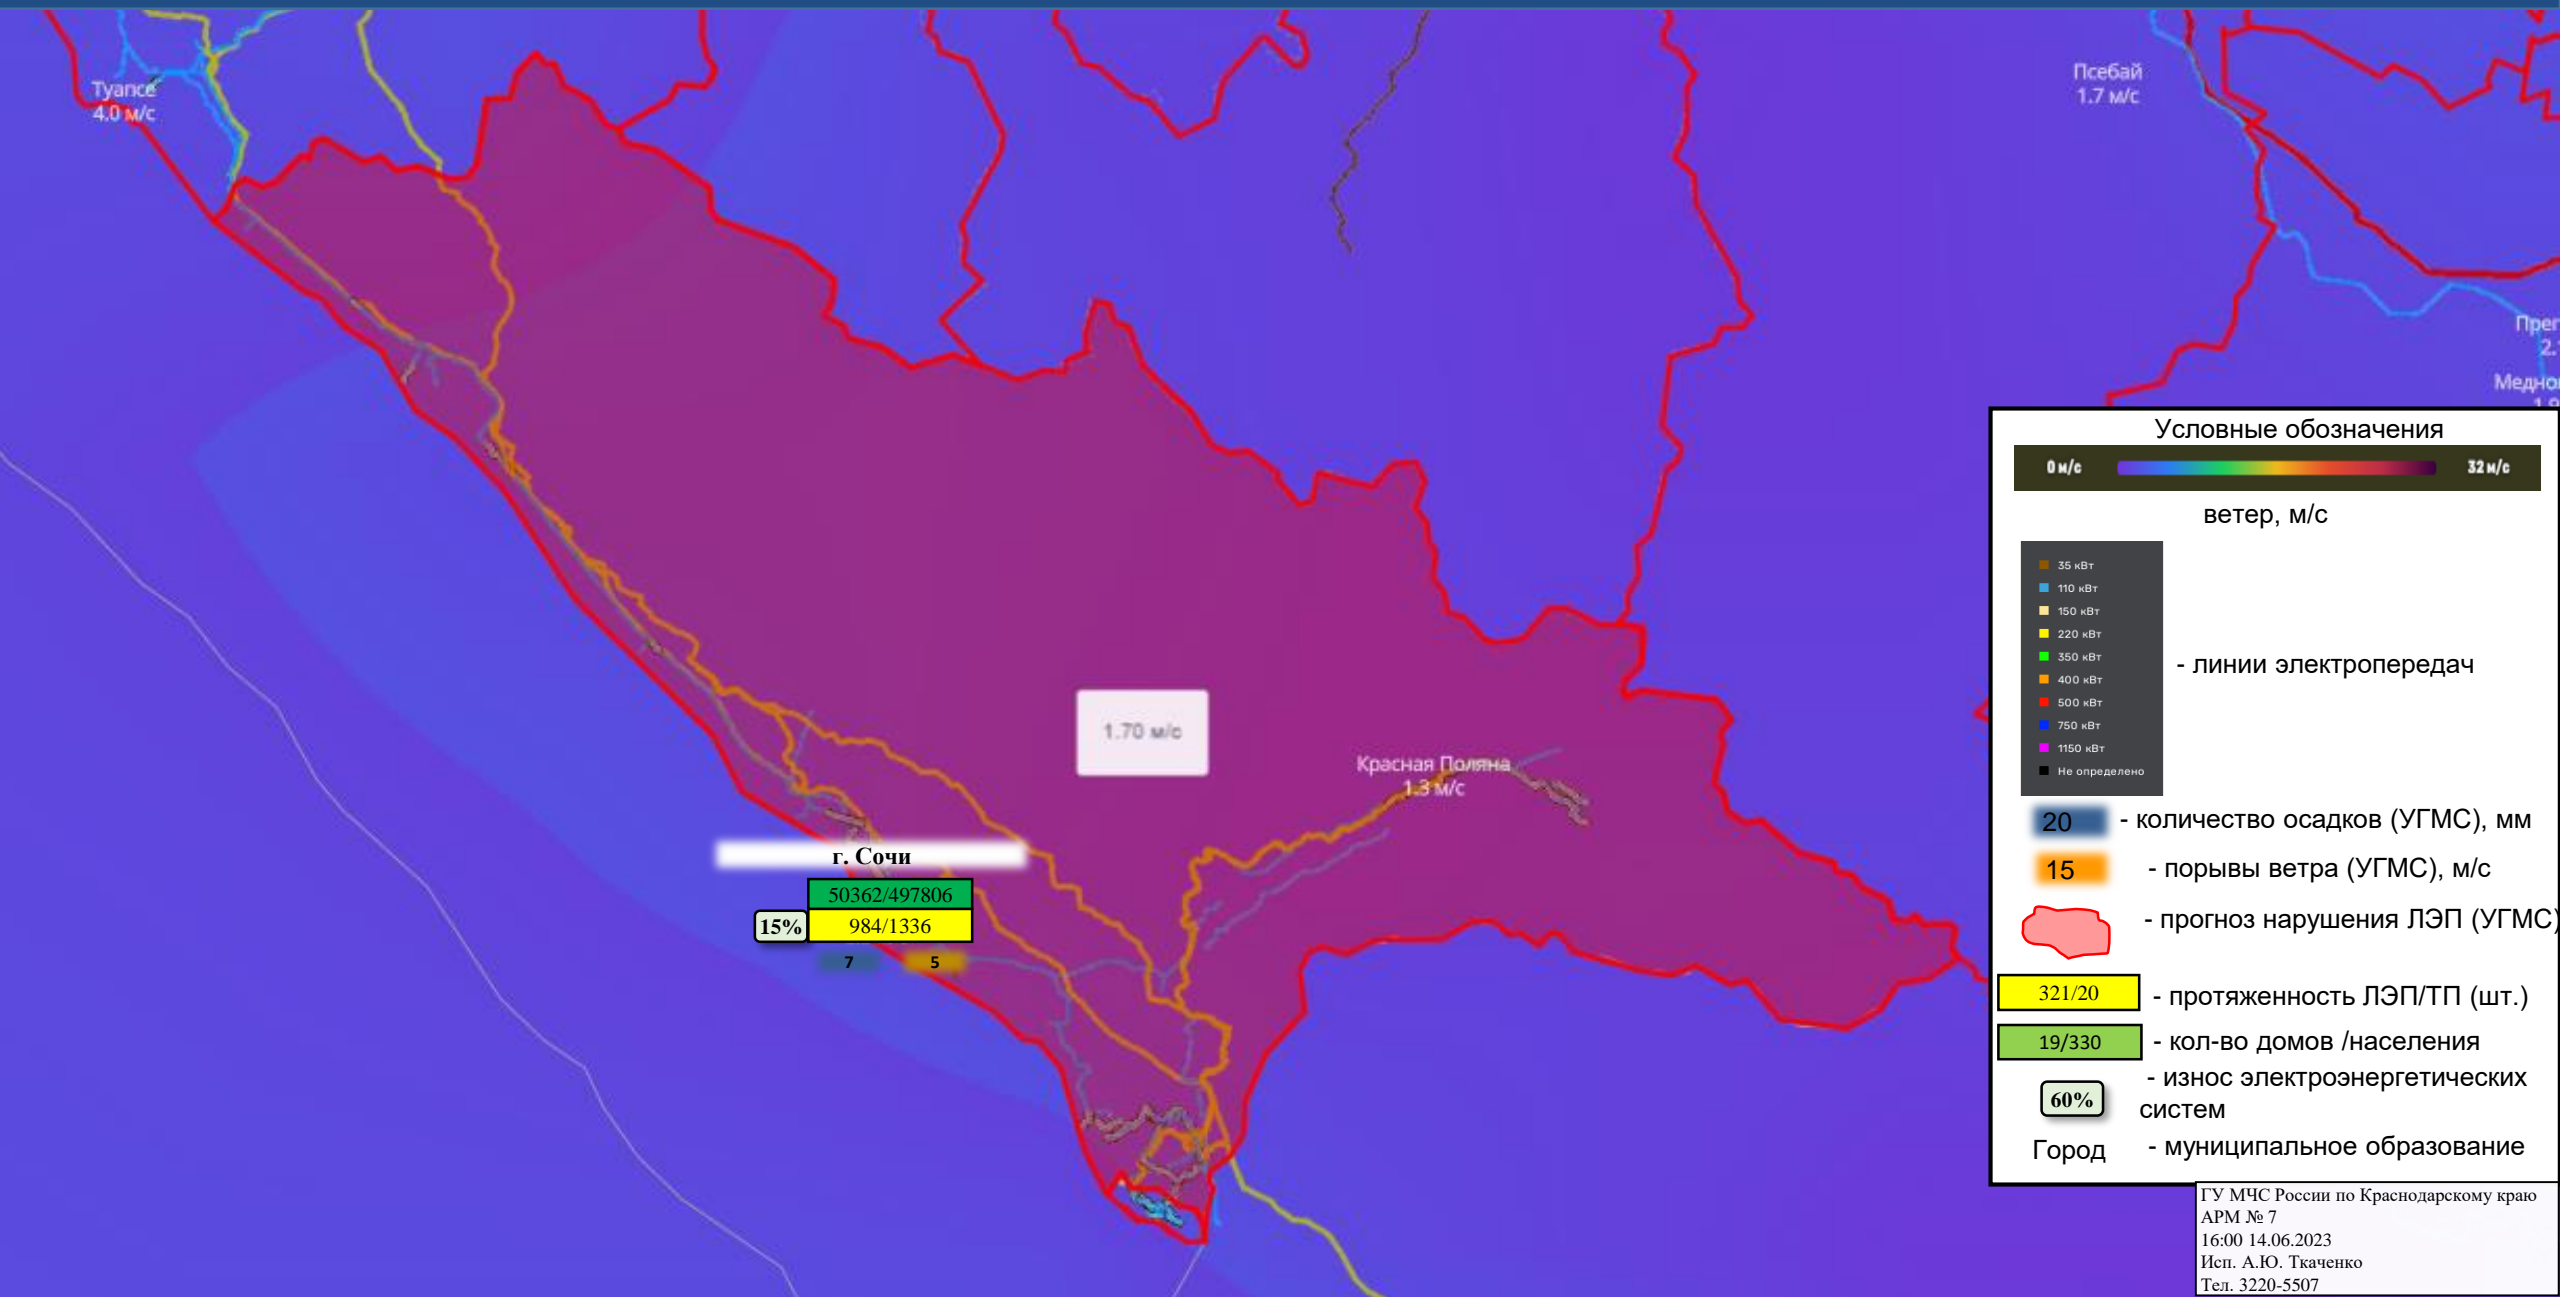 Туапсе
4.0 м/с
Псебай
1.7 м/с
2.
1.70 м/с
Красная Поляна
1.3 м/с
г. Сочи
50362/497806
15%
984/1336
7
5
Условные обозначения
0 м/с
32 м/с
ветер, м/с
35 кВт
110 кВт
150 кВт
220 кВт
350 кВт
400 кВт
500 кВт
750 кВт
1150 кВт
Не определено
- линии электропередач
20 - количество осадков (УГМС), мм
15 - порывы ветра (УГМС), м/с
- прогноз нарушения ЛЭП (УГМС)
321/20 - протяженность ЛЭП/ТП (шт.)
19/330 - кол-во домов /населения
60% - износ электроэнергетических
систем
Город - муниципальное образование
ГУ МЧС России по Краснодарскому краю
АРМ № 7
16:00 14.06.2023
Исп. А.Ю. Ткаченко
Тел. 3220-5507